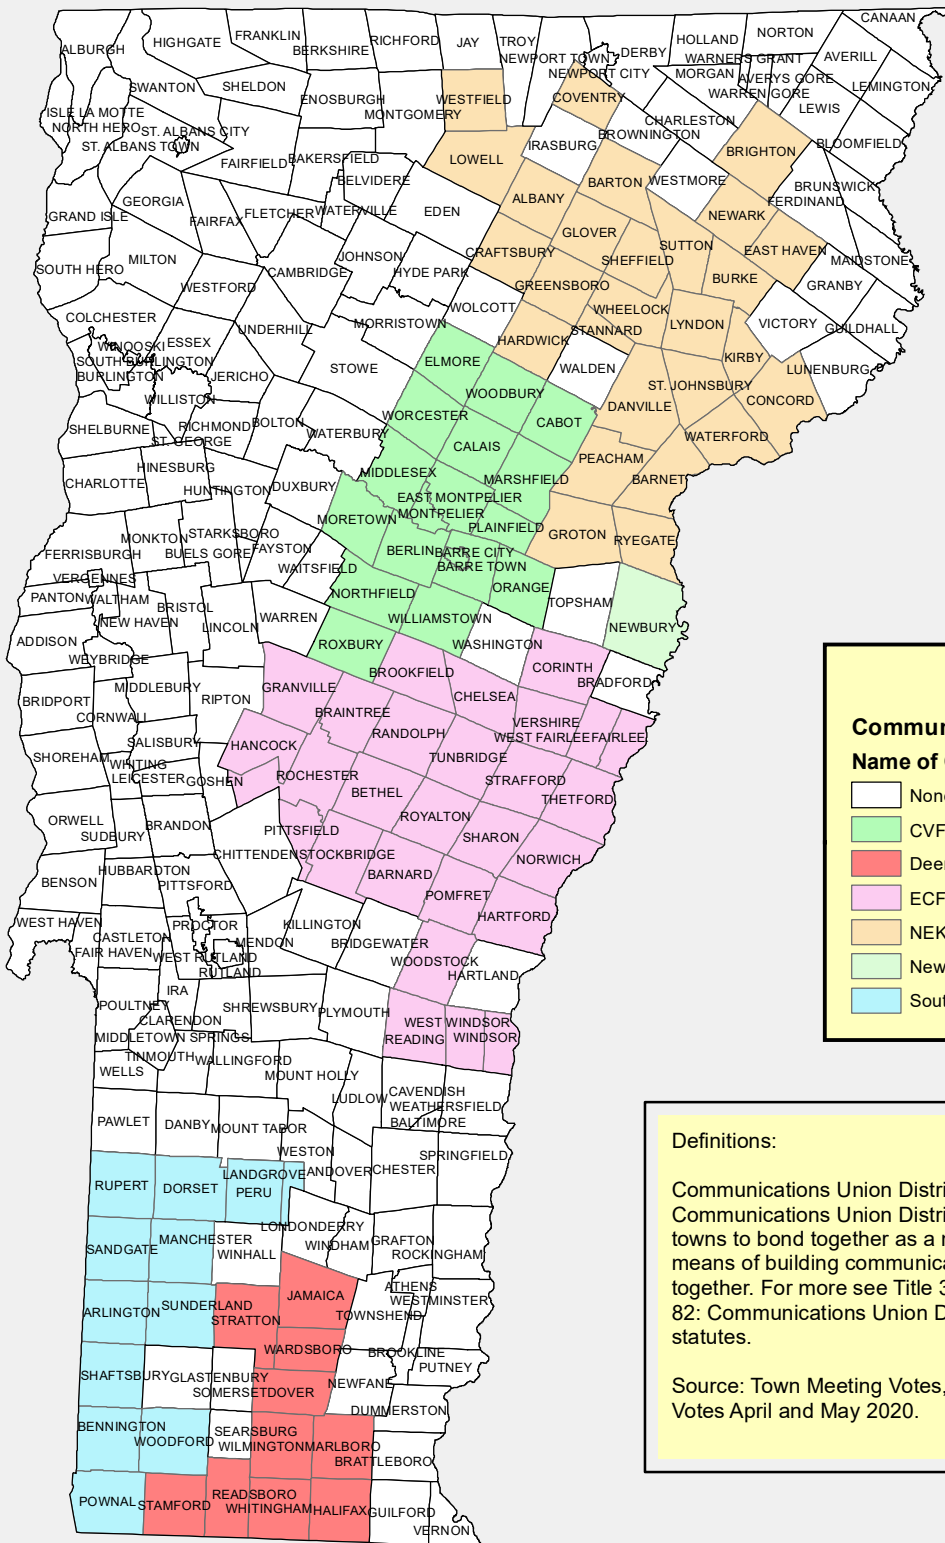 CANAAN
FRANKLIN
NORTON
HIGHGATE
RICHFORD
JAY
TROY
HOLLAND
ALBURGH
BERKSHIRE
DERBY
NEWPORT TOWN
WARNERS GRANT
AVERILL
NEWPORT CITY
MORGAN
AVERYS GORE
SWANTON
SHELDON
LEMINGTON
WARREN GORE
ENOSBURGH
WESTFIELD
COVENTRY
LEWIS
ISLE LA MOTTE
MONTGOMERY
CHARLESTON
NORTH HERO
ST. ALBANS CITY
BROWNINGTON
ST. ALBANS TOWN
IRASBURG
BLOOMFIELD
BRIGHTON
FAIRFIELD
BAKERSFIELD
LOWELL
BELVIDERE
BARTON
WESTMORE
BRUNSWICK
GEORGIA
ALBANY
FERDINAND
GRAND ISLE
FAIRFAX
FLETCHER
WATERVILLE
EDEN
NEWARK
GLOVER
SUTTON
EAST HAVEN
CRAFTSBURY
JOHNSON
MILTON
SHEFFIELD
MAIDSTONE
SOUTH HERO
CAMBRIDGE
HYDE PARK
BURKE
WESTFORD
GREENSBORO
GRANBY
WOLCOTT
WHEELOCK
COLCHESTER
MORRISTOWN
LYNDON
VICTORY
UNDERHILL
STANNARD
GUILDHALL
WINOOSKI
ESSEX
HARDWICK
SOUTH BURLINGTON
ELMORE
KIRBY
BURLINGTON
JERICHO
STOWE
WALDEN
LUNENBURG
ST. JOHNSBURY
WILLISTON
WOODBURY
CONCORD
DANVILLE
WORCESTER
SHELBURNE
RICHMOND
BOLTON
CABOT
ST. GEORGE
WATERBURY
WATERFORD
CALAIS
HINESBURG
PEACHAM
MIDDLESEX
CHARLOTTE
HUNTINGTON
DUXBURY
MARSHFIELD
BARNET
EAST MONTPELIER
MONTPELIER
MORETOWN
PLAINFIELD
STARKSBORO
MONKTON
GROTON
RYEGATE
FERRISBURGH
BUELS GORE
FAYSTON
BERLIN
BARRE CITY
WAITSFIELD
BARRE TOWN
VERGENNES
ORANGE
PANTON
WALTHAM
NORTHFIELD
TOPSHAM
BRISTOL
NEW HAVEN
WARREN
WILLIAMSTOWN
LINCOLN
NEWBURY
ADDISON
ROXBURY
WASHINGTON
WEYBRIDGE
BROOKFIELD
CORINTH
MIDDLEBURY
GRANVILLE
BRADFORD
BRIDPORT
RIPTON
CHELSEA
CORNWALL
BRAINTREE
VERSHIRE
RANDOLPH
WEST FAIRLEE
FAIRLEE
SALISBURY
HANCOCK
SHOREHAM
TUNBRIDGE
WHITING
LEICESTER
GOSHEN
ROCHESTER
STRAFFORD
BETHEL
THETFORD
ORWELL
ROYALTON
SUDBURY
BRANDON
PITTSFIELD
SHARON
CHITTENDEN
STOCKBRIDGE
NORWICH
HUBBARDTON
BARNARD
BENSON
PITTSFORD
POMFRET
HARTFORD
WEST HAVEN
PROCTOR
KILLINGTON
CASTLETON
MENDON
BRIDGEWATER
FAIR HAVEN
WEST RUTLAND
WOODSTOCK
RUTLAND
HARTLAND
IRA
POULTNEY
SHREWSBURY
PLYMOUTH
CLARENDON
WEST WINDSOR
MIDDLETOWN SPRINGS
READING
WINDSOR
TINMOUTH
WALLINGFORD
WELLS
MOUNT HOLLY
LUDLOW
CAVENDISH
WEATHERSFIELD
PAWLET
DANBY
MOUNT TABOR
BALTIMORE
WESTON
SPRINGFIELD
LANDGROVE
ANDOVER
CHESTER
RUPERT
DORSET
PERU
LONDONDERRY
SANDGATE
MANCHESTER
WINDHAM
GRAFTON
WINHALL
ROCKINGHAM
ATHENS
JAMAICA
ARLINGTON
SUNDERLAND
WESTMINSTER
STRATTON
TOWNSHEND
WARDSBORO
BROOKLINE
SHAFTSBURY
GLASTENBURY
PUTNEY
SOMERSET
DOVER
NEWFANE
DUMMERSTON
BENNINGTON
SEARSBURG
WOODFORD
WILMINGTON
MARLBORO
BRATTLEBORO
READSBORO
POWNAL
STAMFORD
WHITINGHAM
HALIFAX
GUILFORD
VERNON
Commun
Name of
None
CVF
Deer
ECF
NEK
New
Sout
Definitions:
Communications Union Distri
Communications Union Distri
towns to bond together as a m
means of building communica
together. For more see Title 3
82: Communications Union D
statutes.
Source: Town Meeting Votes,
Votes April and May 2020.